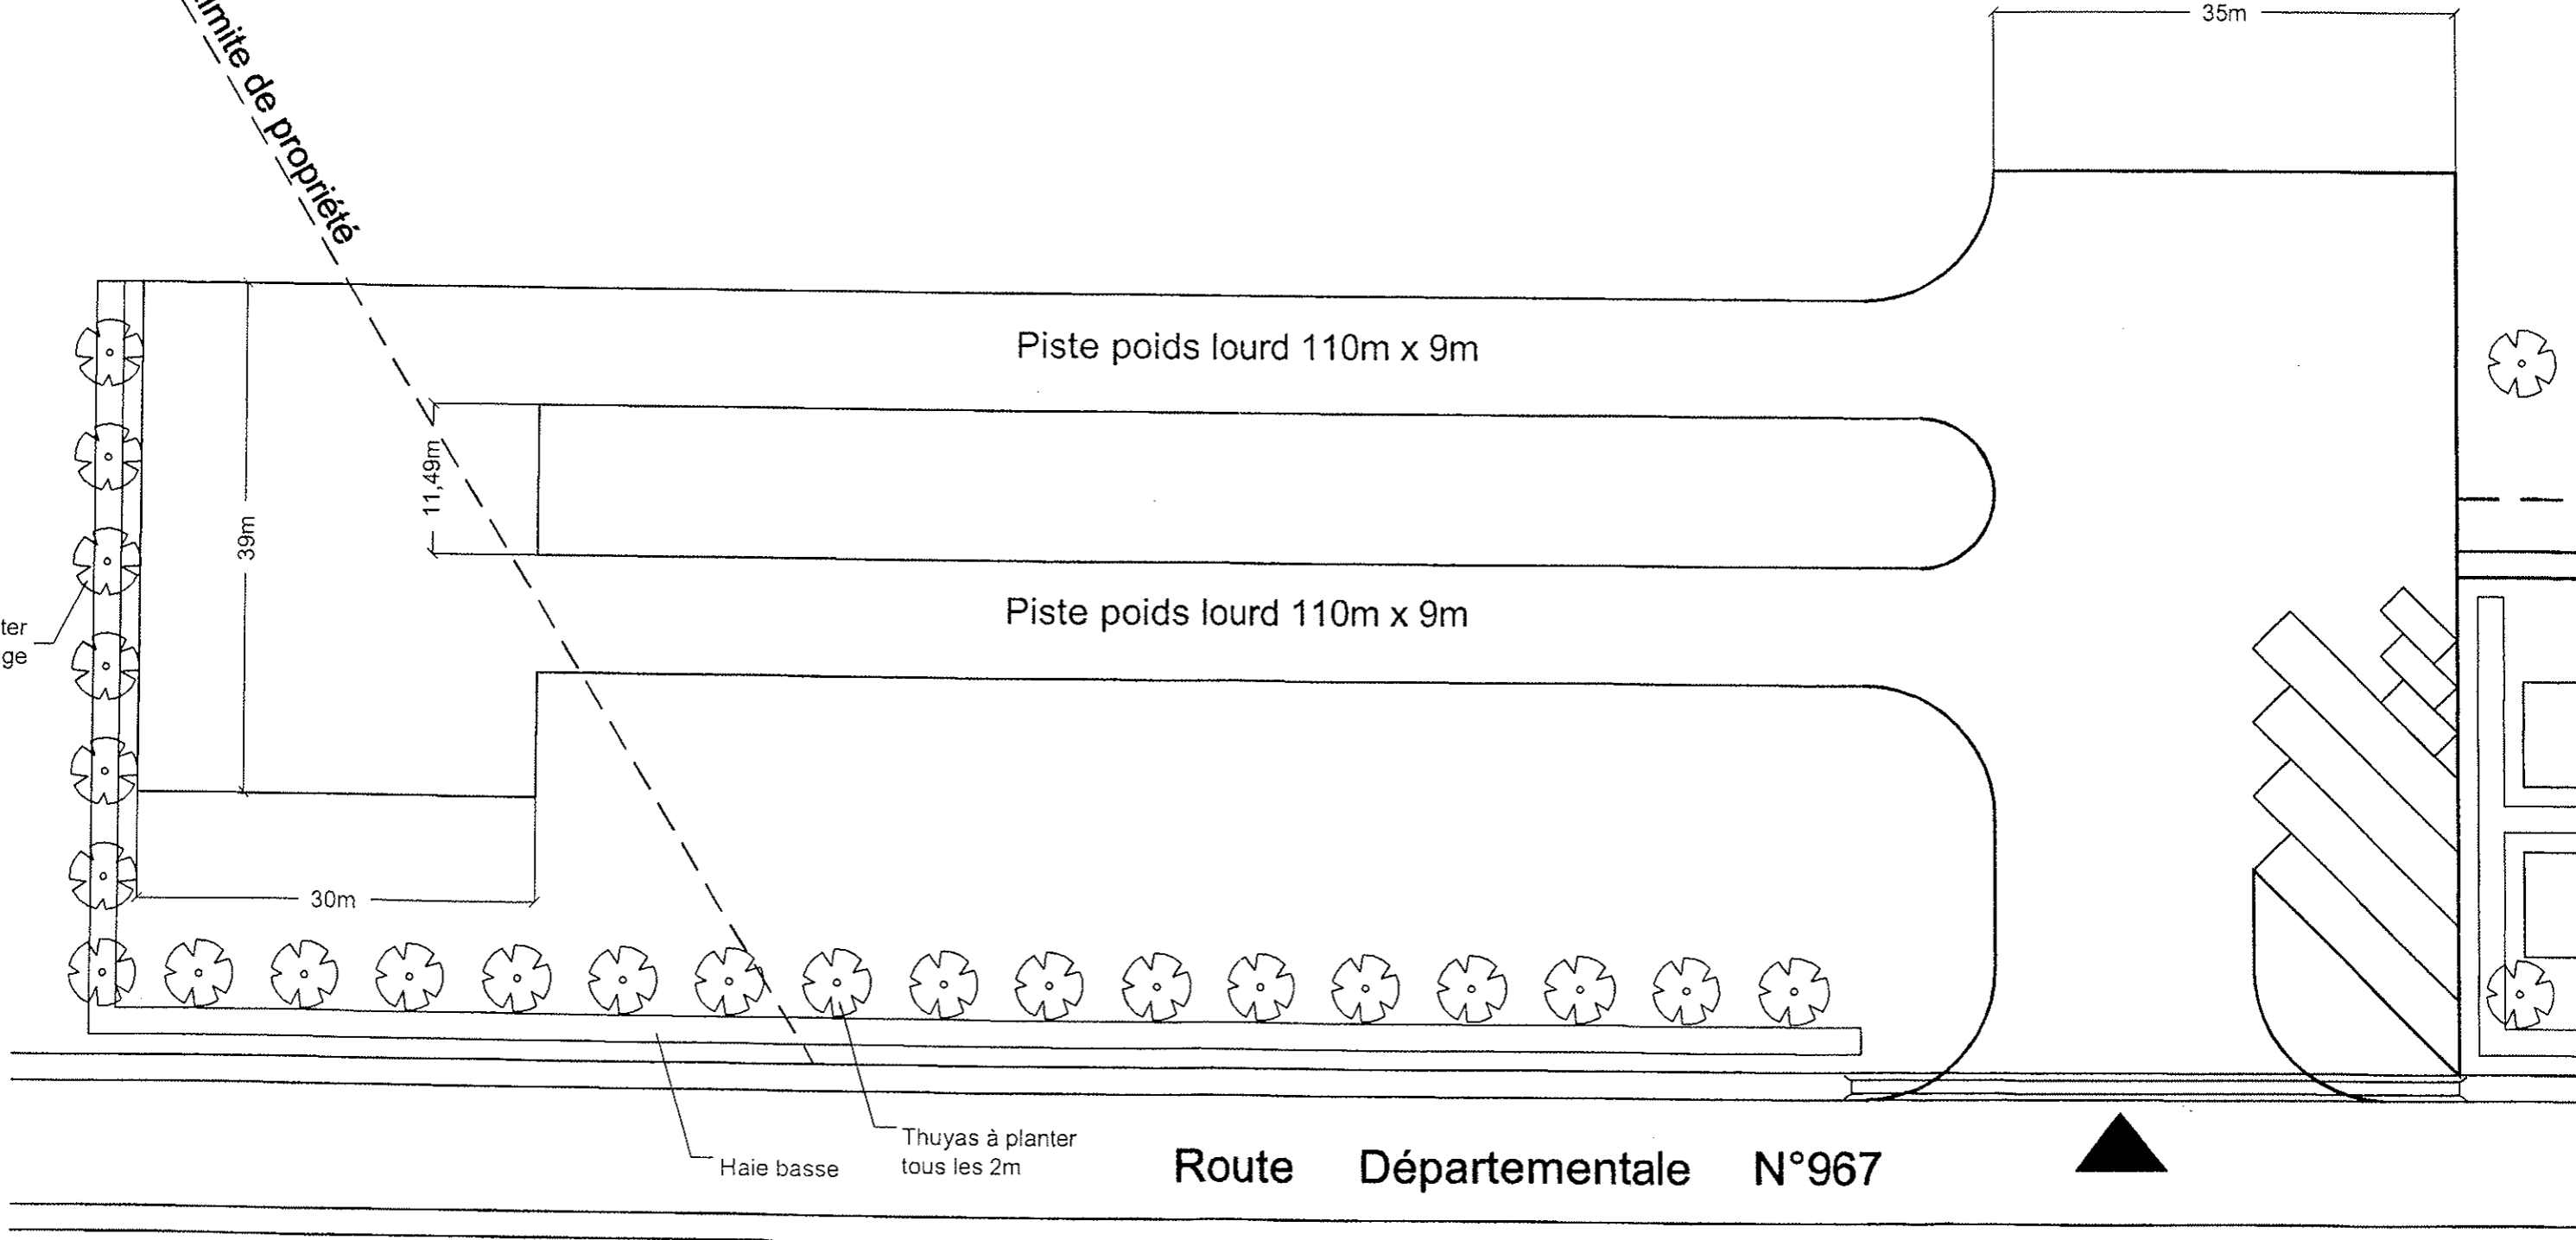 35m
limite de propriété
Piste poids lourd 110m x 9m
11,49m
39m
Piste poids lourd 110m x 9m
ter
ge
30m
Thuyas à planter
tous les 2m
Haie basse
Route Départementale N°967